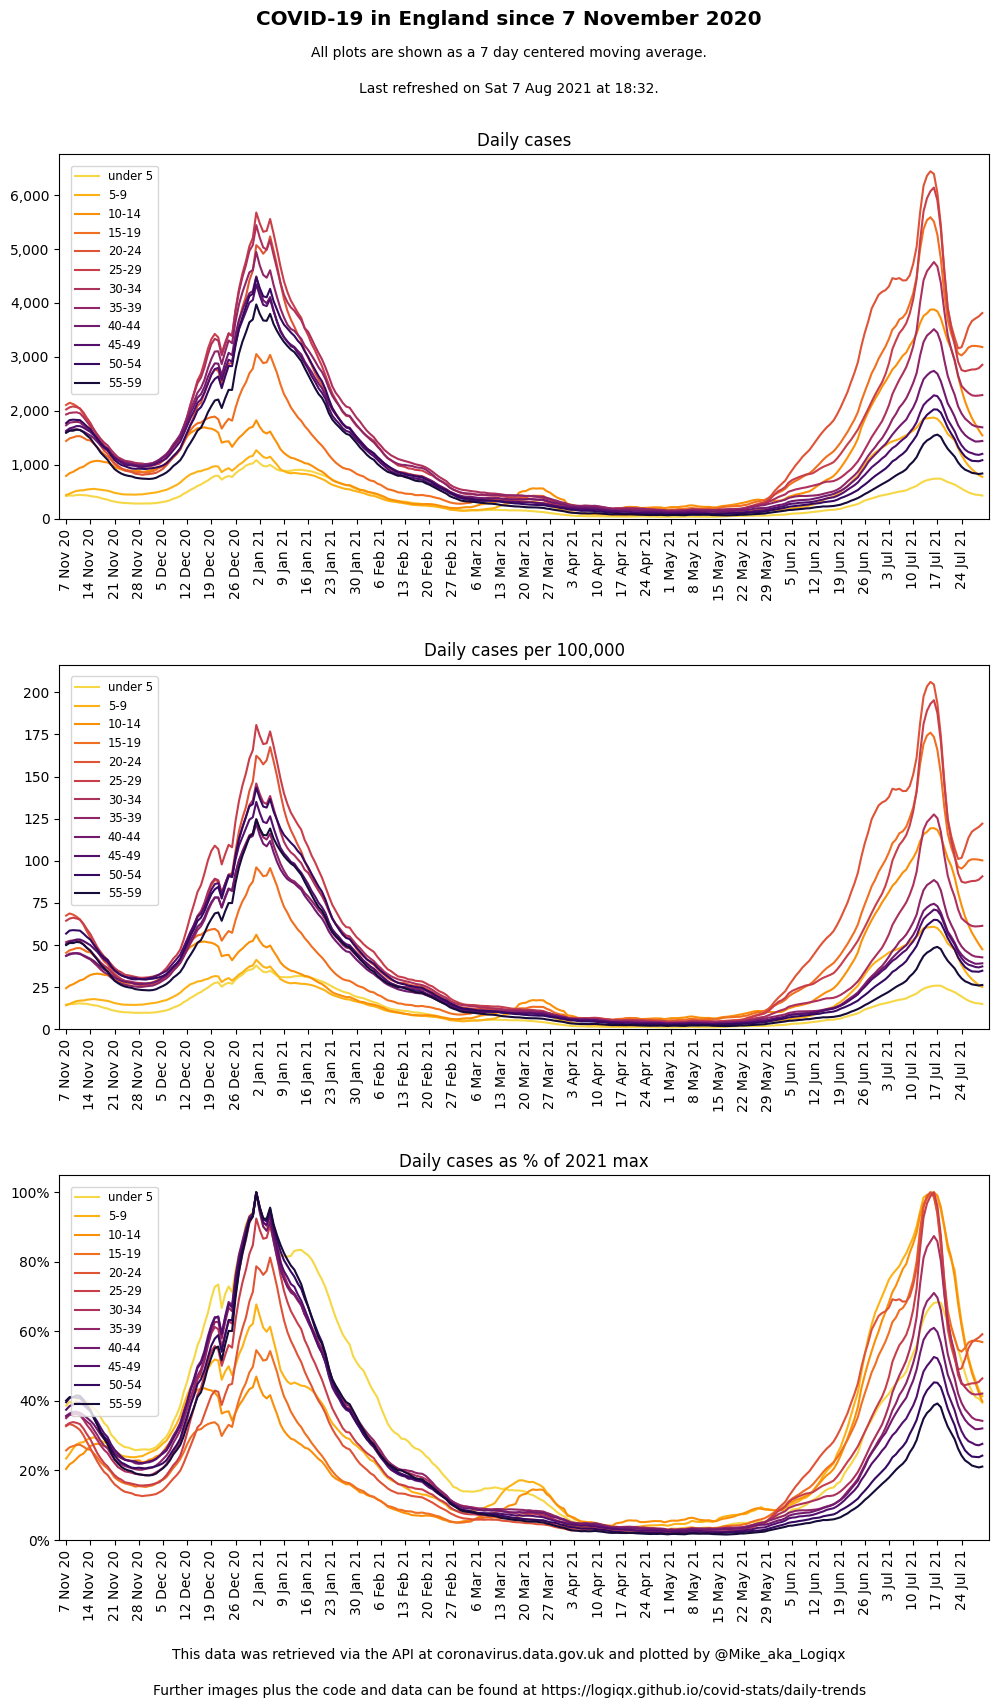 COVID-19 in England since 7 November 2020
All plots are shown as a 7 day centered moving average.
Last refreshed on Sat 7 Aug 2021 at 18:32.
Daily cases
6,000
5,000
4,000
3,000
2,000
1,000
0
under 5
5-9
10-14
15-19
20-24
25-29
30-34
35-39
40-44
45-49
50-54
55-59
7 Nov 20
14 Nov 20
21 Nov 20
28 Nov 20
5 Dec 20
12 Dec 20
19 Dec 20
26 Dec 20
2 Jan 21
9 Jan 21
16 Jan 21
23 Jan 21
30 Jan 21
6 Feb 21
13 Feb 21
20 Feb 21
27 Feb 21
6 Mar 21
13 Mar 21
20 Mar 21
27 Mar 21
3 Apr 21
10 Apr 21
17 Apr 21
24 Apr 21
1 May 21
8 May 21
15 May 21
22 May 21
29 May 21
5 Jun 21
12 Jun 21
19 Jun 21
26 Jun 21
3 Jul 21
10 Jul 21
17 Jul 21
24 Jul 21
Daily cases per 100,000
200
175
150
125
100
75
50
25
0
under 5
5-9
10-14
15-19
20-24
25-29
30-34
35-39
40-44
45-49
50-54
55-59
7 Nov 20
14 Nov 20
21 Nov 20
28 Nov 20
5 Dec 20
12 Dec 20
19 Dec 20
26 Dec 20
2 Jan 21
9 Jan 21
16 Jan 21
23 Jan 21
30 Jan 21
6 Feb 21
13 Feb 21
20 Feb 21
27 Feb 21
6 Mar 21
13 Mar 21
20 Mar 21
27 Mar 21
3 Apr 21
10 Apr 21
17 Apr 21
24 Apr 21
1 May 21
8 May 21
15 May 21
22 May 21
29 May 21
5 Jun 21
12 Jun 21
19 Jun 21
26 Jun 21
3 Jul 21
10 Jul 21
17 Jul 21
24 Jul 21
Daily cases as % of 2021 max
100%
80%
60%
40%
20%
0%
under 5
5-9
10-14
15-19
20-24
25-29
30-34
35-39
40-44
45-49
50-54
55-59
7 Nov 20
14 Nov 20
21 Nov 20
28 Nov 20
5 Dec 20
12 Dec 20
19 Dec 20
26 Dec 20
2 Jan 21
9 Jan 21
16 Jan 21
23 Jan 21
30 Jan 21
6 Feb 21
13 Feb 21
20 Feb 21
27 Feb 21
6 Mar 21
13 Mar 21
20 Mar 21
27 Mar 21
3 Apr 21
10 Apr 21
17 Apr 21
24 Apr 21
1 May 21
8 May 21
15 May 21
22 May 21
29 May 21
5 Jun 21
12 Jun 21
19 Jun 21
26 Jun 21
3 Jul 21
10 Jul 21
17 Jul 21
24 Jul 21
This data was retrieved via the API at coronavirus.data.gov.uk and plotted by @Mike_aka_Logiqx
Further images plus the code and data can be found at https://logiqx.github.io/covid-stats/daily-trends